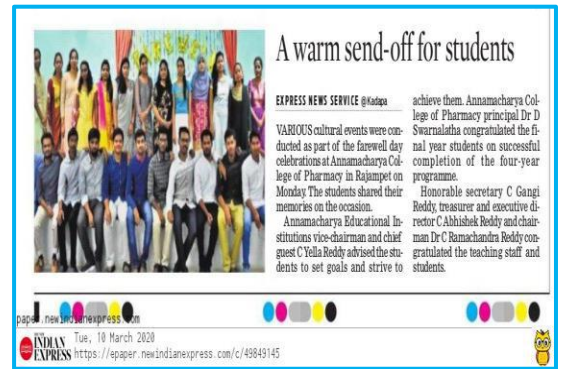 A warm send-off for students
EXPRESS NEWS SERVICE @Kadapa
VARIOUS cultural events were con-
ducted as part of the farewell day
celebrations at Annamacharya Col-
lege of Pharmacy in Rajampet on
Monday. The students shared their
memories on the occasion.
Annamacharya Educational In-
stitutions vice-chairman and chief
guest C Yella Reddy advised the stu-
dents to set goals and strive to
achieve them. Annamacharya Col-
lege of Pharmacy principal Dr D
Swarnalatha congratulated the fi-
nal year students on successful
completion of the four-year
programme.
Honorable secretary C Gangi
Reddy, treasurer and executive di-
rector C Abhishek Reddy and chair-
man Dr C Ramachandra Reddy con-
gratulated the teaching staff and
students.
paper.newindianexpress.com
INDIAN
EXPRESS
Tue, 10 March 2020
https://epaper.newindianexpress.com/c/49849145